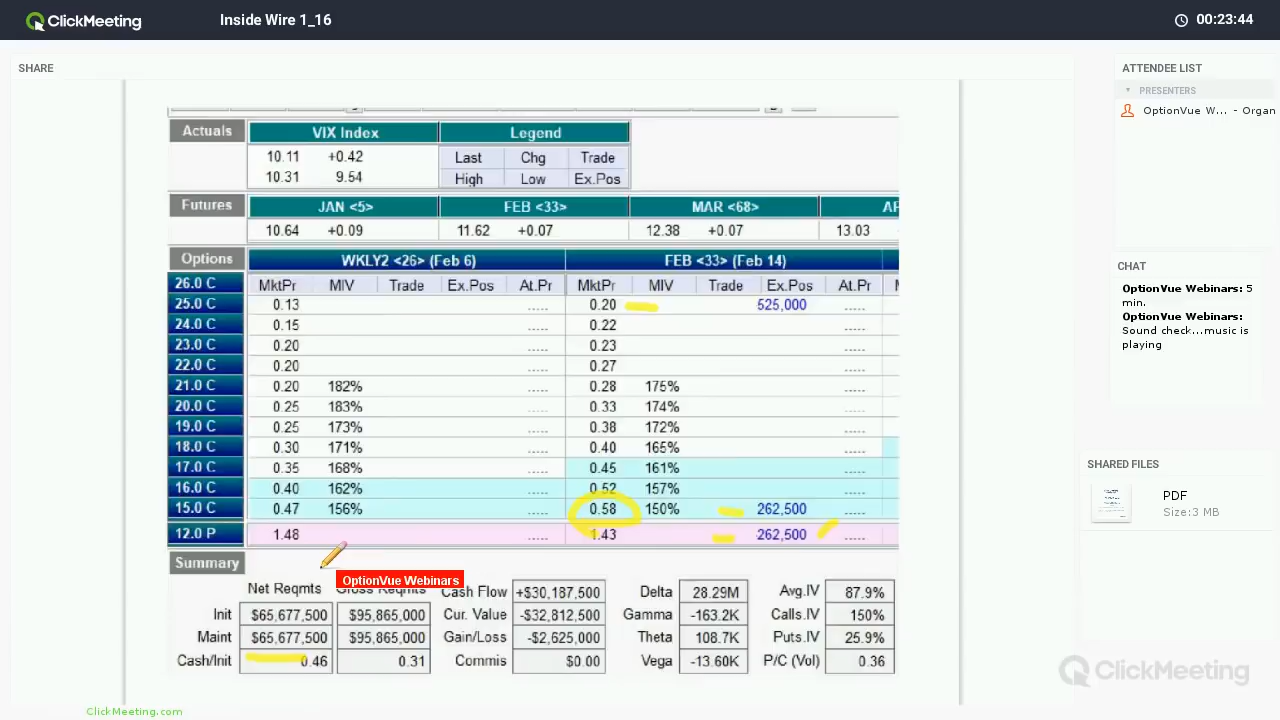 ClickMeeting Inside Wire 1_16 00:23:44
SHARE
ATTENDEE LIST
PRESENTERS
OptionVue W... - Organ
Actuals VIX Index Legend
10.11 +0.42 Last Chg Trade
10.31 9.54 High Low Ex.Pos
Futures JAN <5> FEB <33> MAR <68>
10.64 +0.09 11.62 +0.07 12.38 +0.07 13.03
Options WKLY2 <26> (Feb 6) FEB <33> (Feb 14)
26.0 C MktPr MIV Trade Ex.Pos At.Pr MktPr MIV Trade Ex.Pos At.Pr
25.0 C 0.13 ..... 0.20 525,000 .....
24.0 C 0.15 ..... 0.22 .....
23.0 C 0.20 ..... 0.23 .....
22.0 C 0.20 ..... 0.27 .....
21.0 C 0.20 182% ..... 0.28 175% .....
20.0 C 0.25 183% ..... 0.33 174% .....
19.0 C 0.25 173% ..... 0.38 172% .....
18.0 C 0.30 171% ..... 0.40 165% .....
17.0 C 0.35 168% ..... 0.45 161% .....
16.0 C 0.40 162% ..... 0.52 157% .....
15.0 C 0.47 156% ..... 0.58 150% 262,500 .....
12.0 P 1.48 ..... 1.43 262,500 .....
Summary
OptionVue Webinars
Net Reqmts Gross Reqmts Cash Flow +$30,187,500 Delta 28.29M Avg.IV 87.9%
Init $65,677,500 $95,865,000 Cur. Value -$32,812,500 Gamma -163.2K Calls.IV 150%
Maint $65,677,500 $95,865,000 Gain/Loss -$2,625,000 Theta 108.7K Puts.IV 25.9%
Cash/Init 0.46 0.31 Commis $0.00 Vega -13.60K P/C (Vol) 0.36
CHAT
OptionVue Webinars: 5
min.
OptionVue Webinars:
Sound check...music is
playing
SHARED FILES
PDF
Size:3 MB
ClickMeeting
ClickMeeting.com